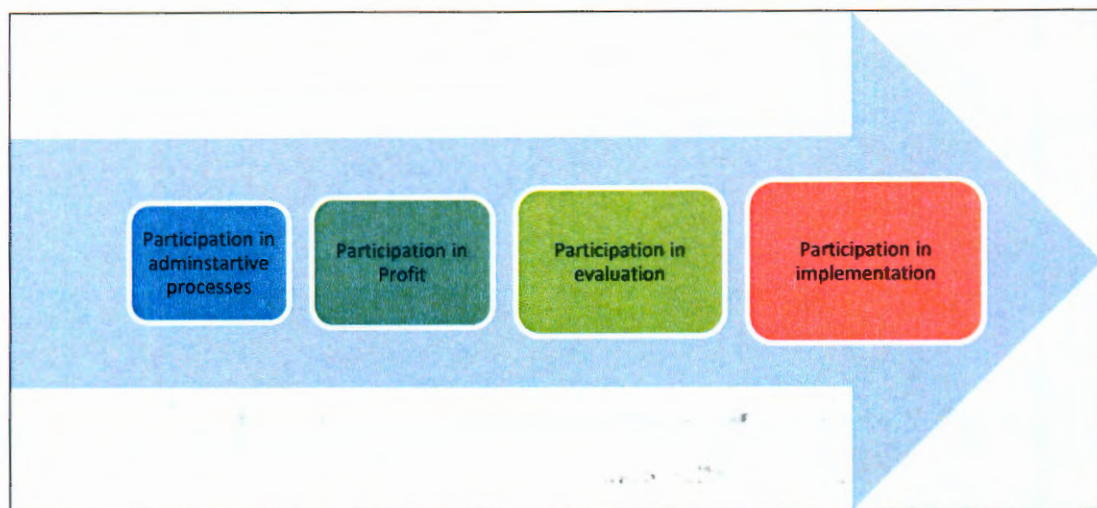 Participation in
adminstartive
processes
Participation in
Profit
Participation in
evaluation
Participation in
implementation